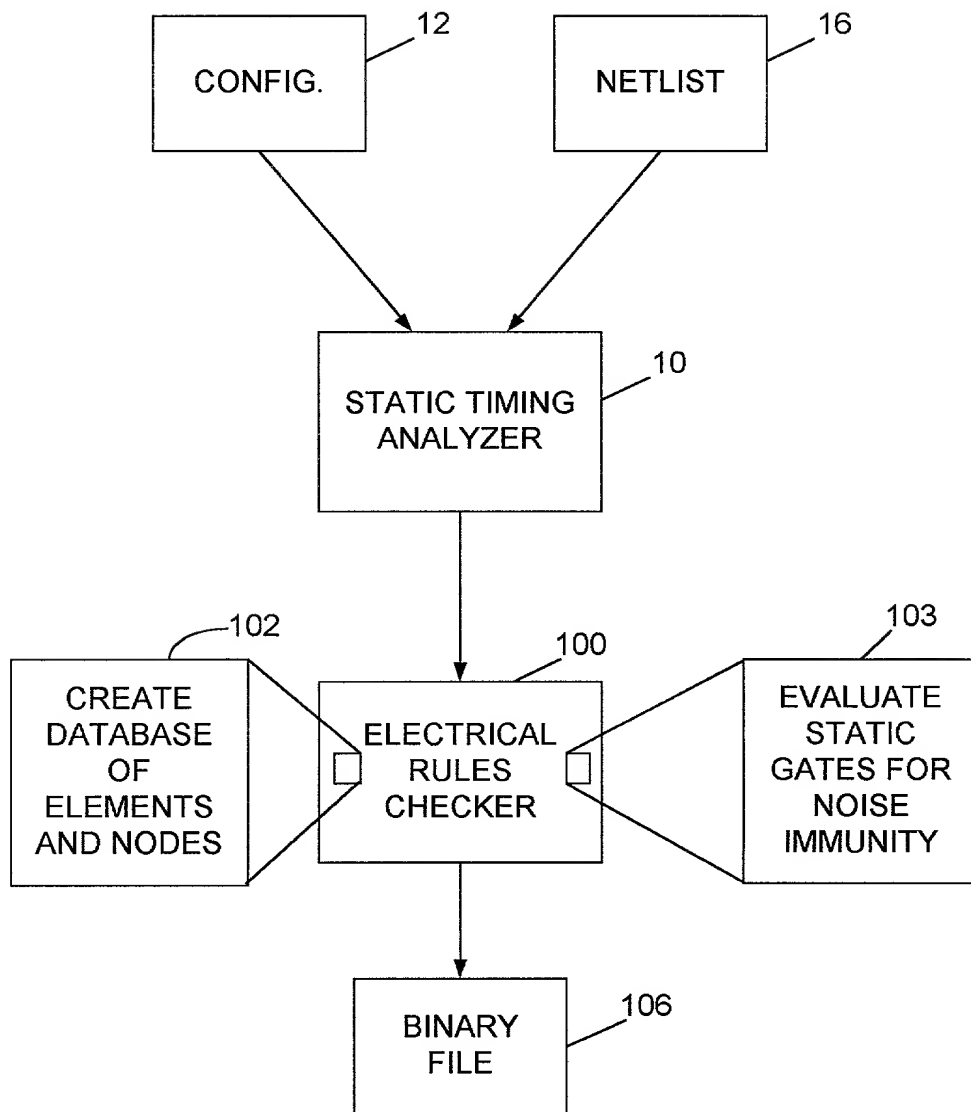 12
CONFIG.
16
NETLIST
10
STATIC TIMING
ANALYZER
102
CREATE
DATABASE
OF
ELEMENTS
AND NODES
100
ELECTRICAL
RULES
CHECKER
103
EVALUATE
STATIC
GATES FOR
NOISE
IMMUNITY
106
BINARY
FILE